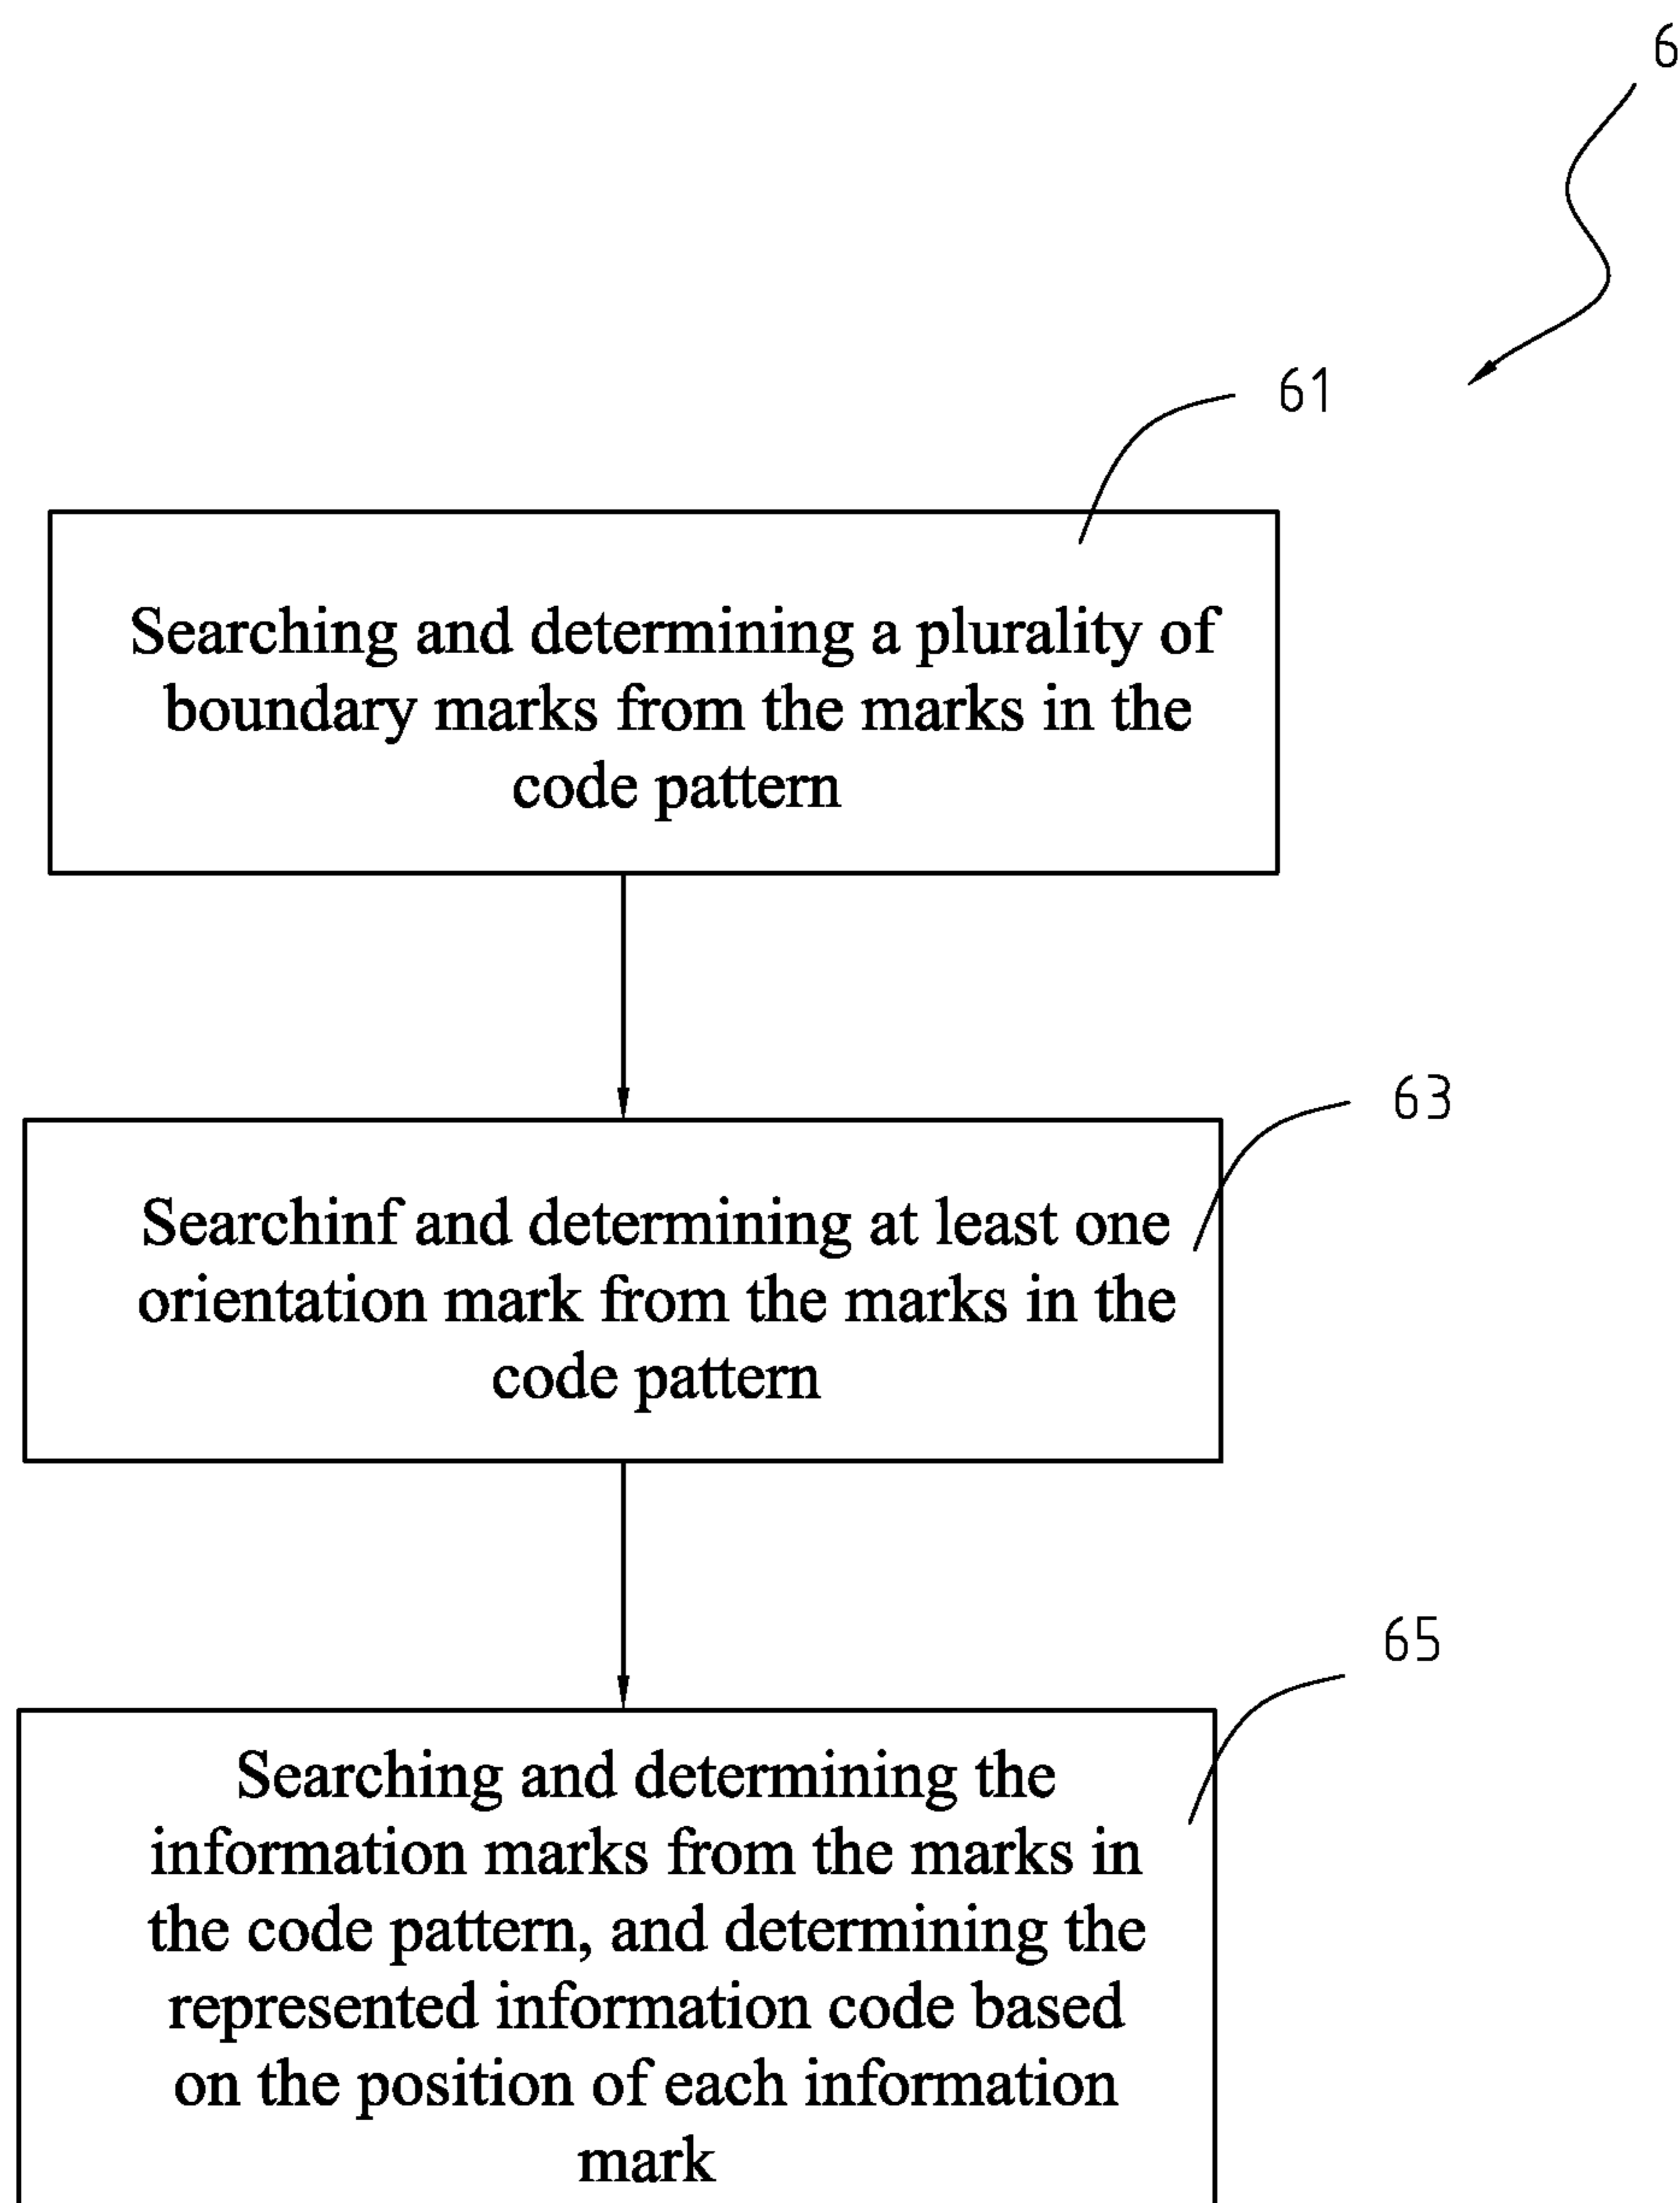 6
61
Searching and determining a plurality of
boundary marks from the marks in the
code pattern
63
Searchinf and determining at least one
orientation mark from the marks in the
code pattern
65
Searching and determining the
information marks from the marks in
the code pattern, and determining the
represented information code based
on the position of each information
mark